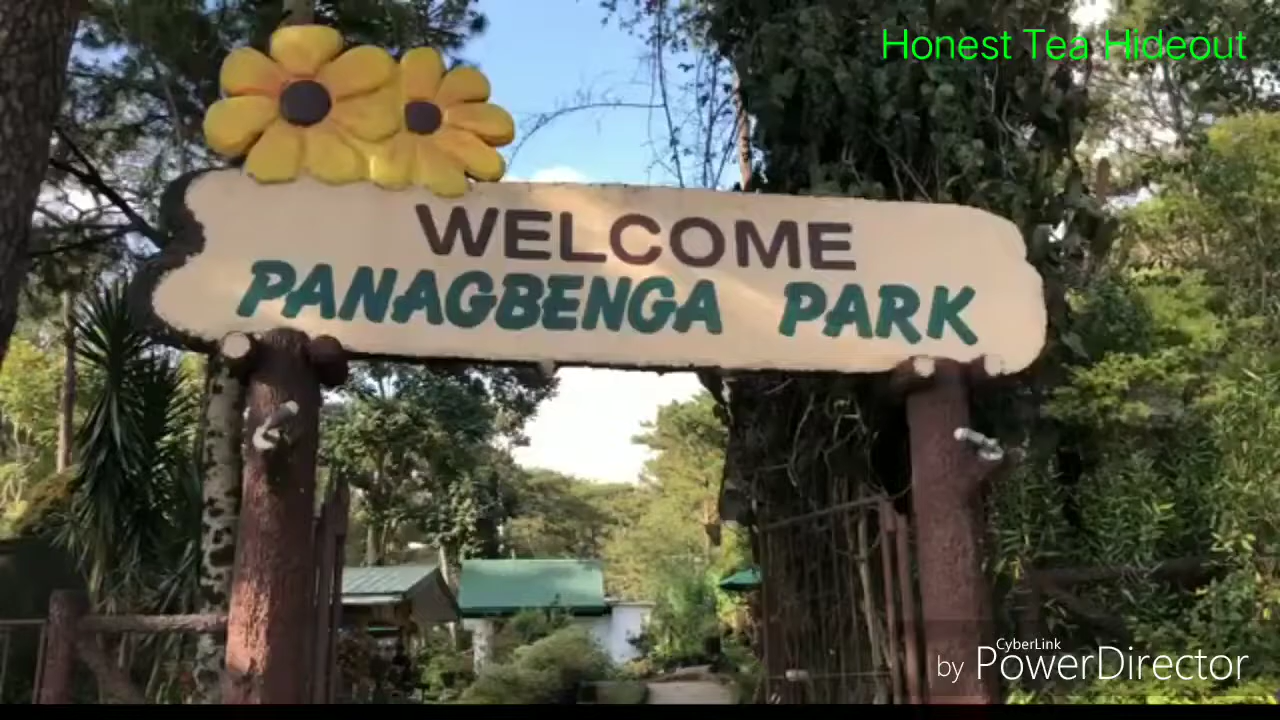 Honest Tea Hideout
WELCOME
PANAGBENGA PARK
CyberLink
by PowerDirector